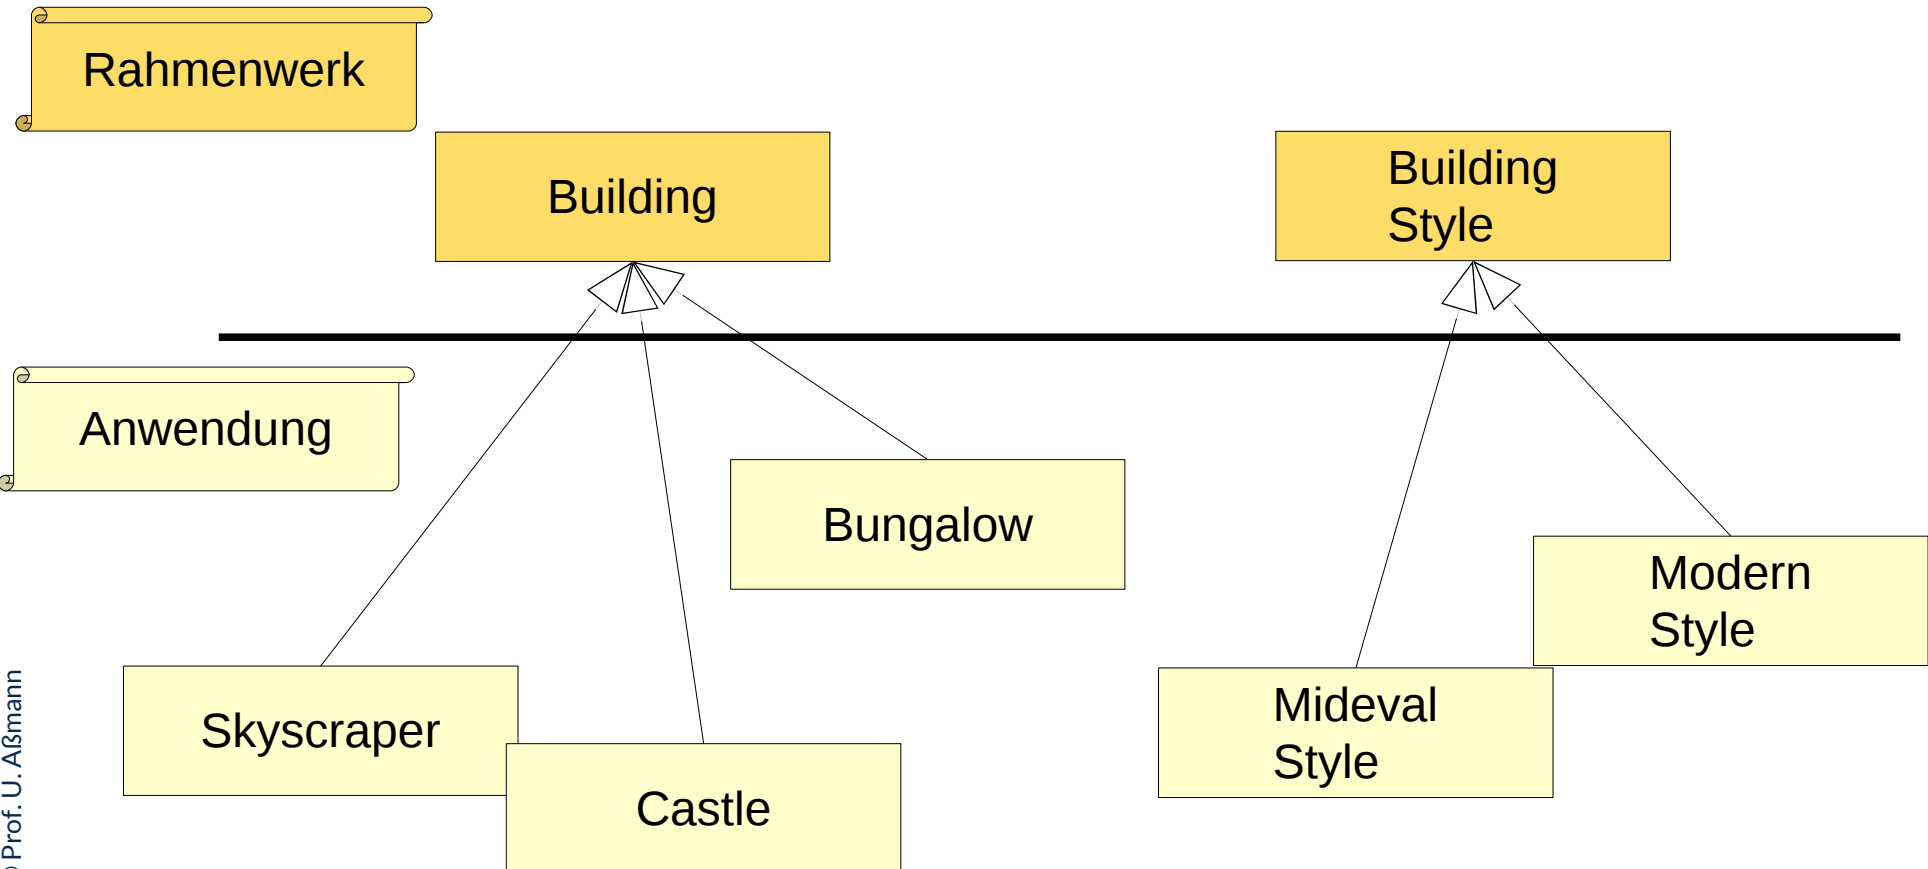 Rahmenwerk
Building
Building
Style
Anwendung
Bungalow
Modern
Style
Skyscraper
Mideval
Style
Castle
© Prof. U. Aßmann